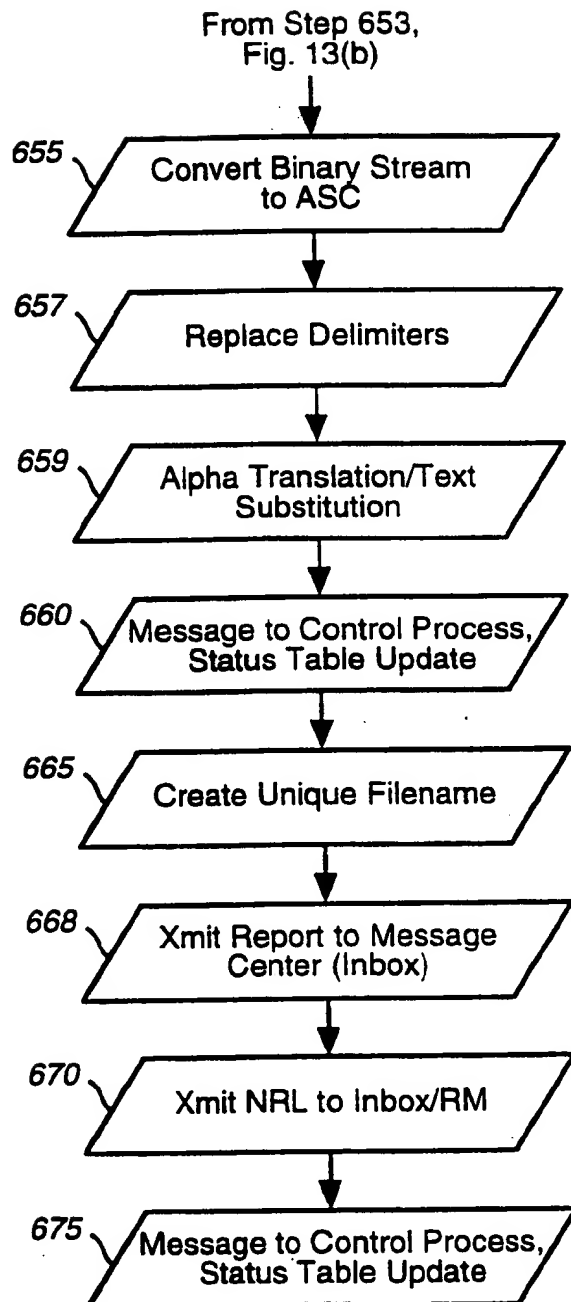 From Step 653,
Fig. 13(b)
655
Convert Binary Stream
to ASC
657
Replace Delimiters
659
Alpha Translation/Text
Substitution
660
Message to Control Process,
Status Table Update
665
Create Unique Filename
668
Xmit Report to Message
Center (Inbox)
670
Xmit NRL to Inbox/RM
675
Message to Control Process,
Status Table Update